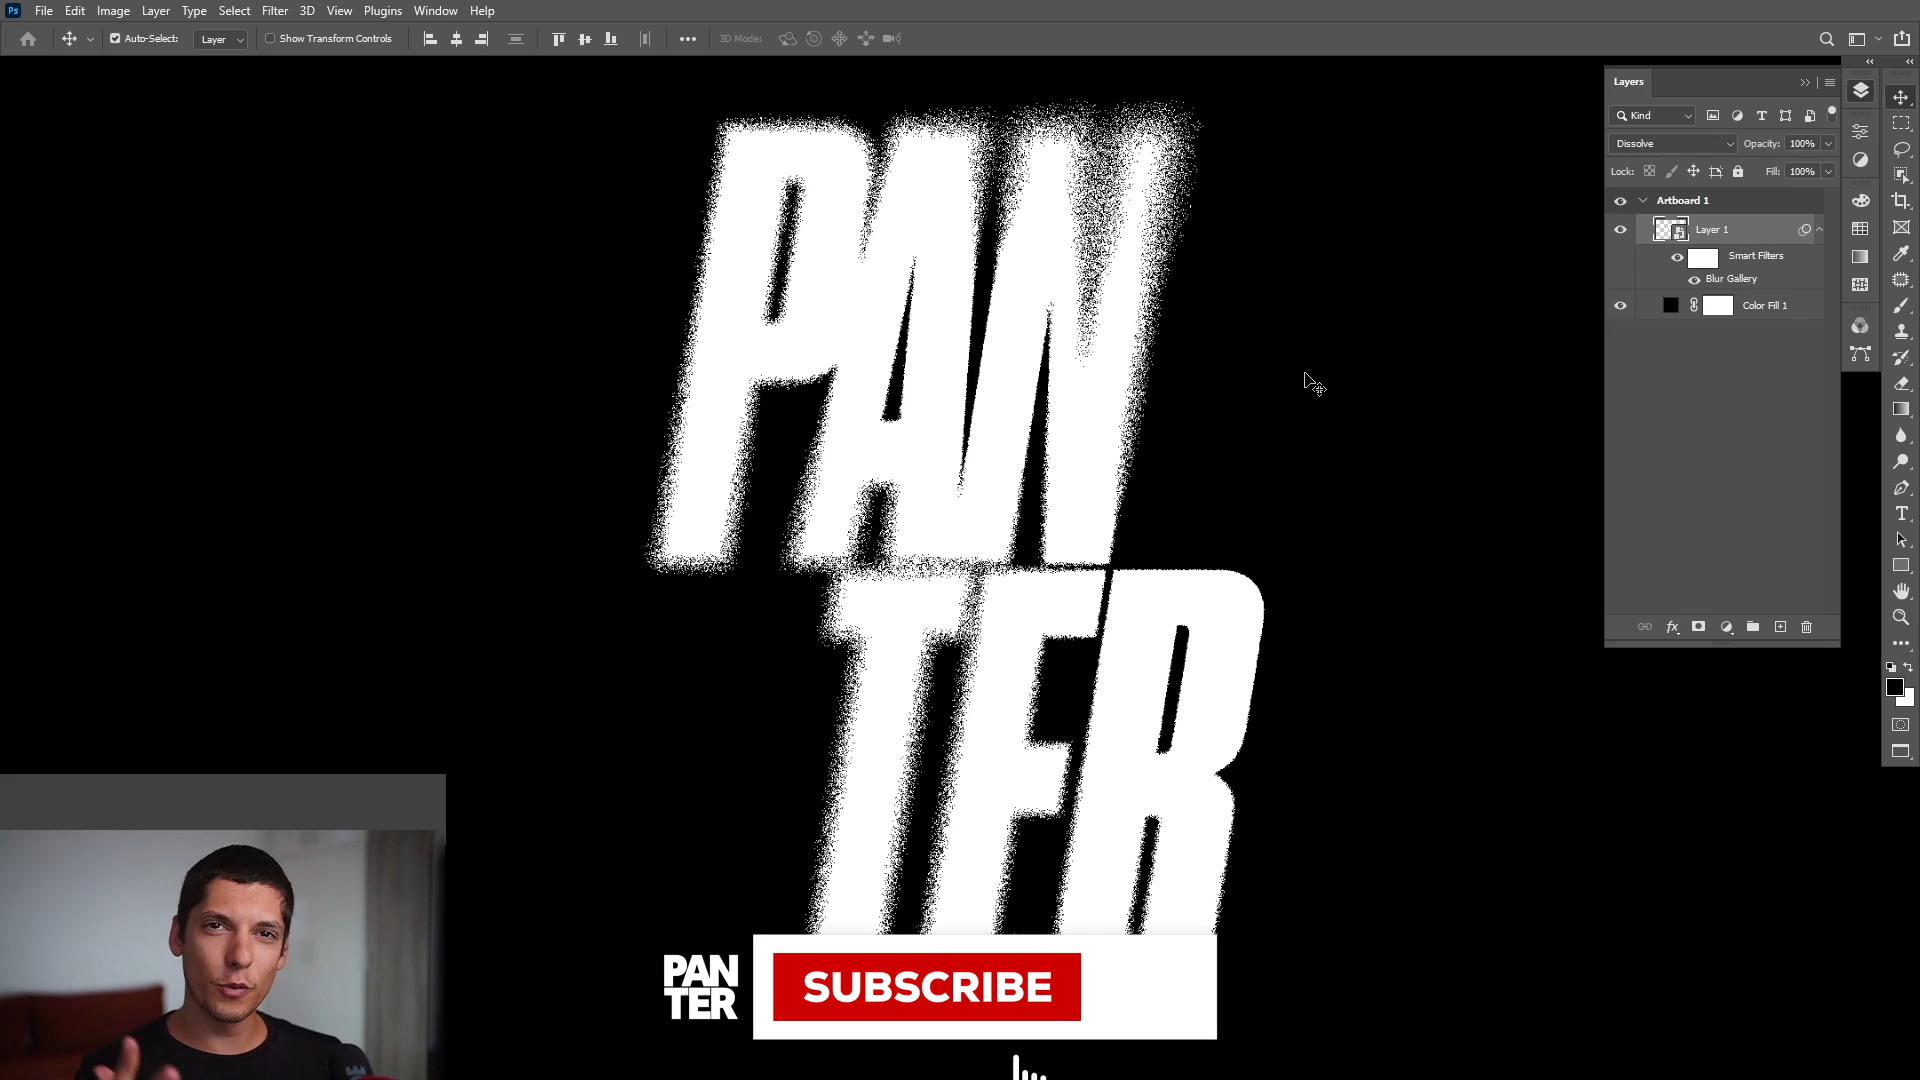 Ps File Edit Image Layer Type Select Filter 3D View Plugins Window Help
Auto-Select: Layer Show Transform Controls 3D Mode:
Layers
Kind
Dissolve Opacity: 100%
Lock: Fill: 100%
Artboard 1
Layer 1
Smart Filters
Blur Gallery
Color Fill 1
fx
PAN
TER
PAN
TER
SUBSCRIBE